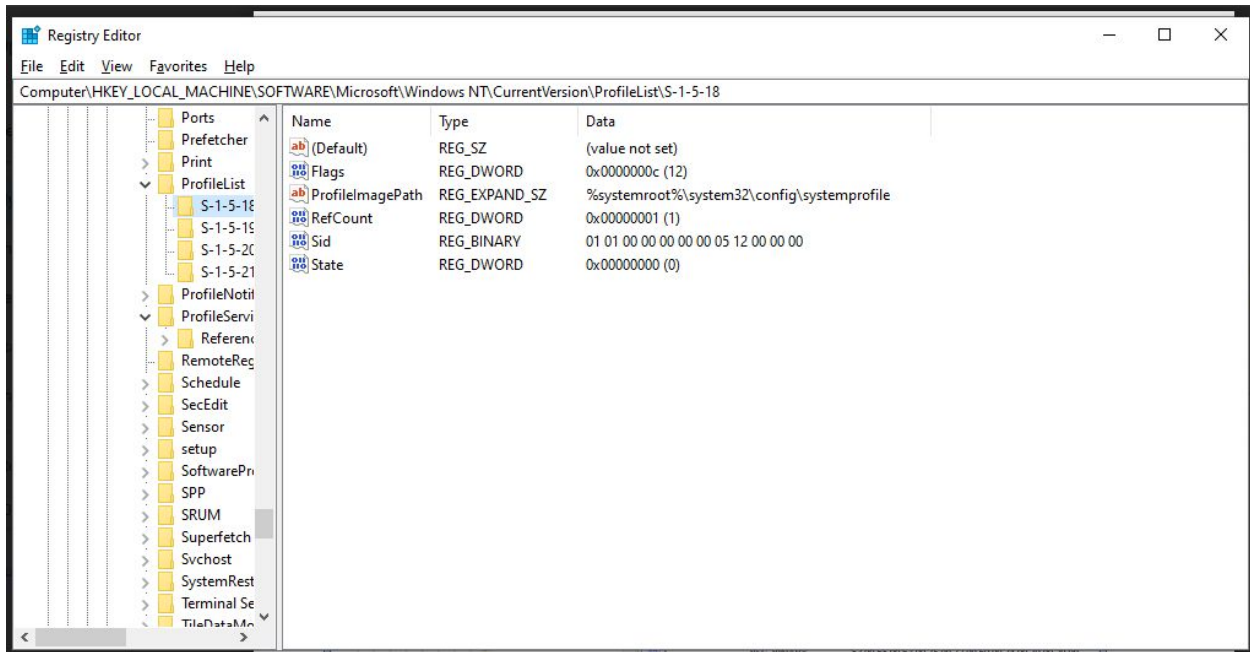 Registry Editor
File Edit View Favorites Help
Computer\HKEY_LOCAL_MACHINE\SOFTWARE\Microsoft\Windows NT\CurrentVersion\ProfileList\S-1-5-18
Ports
Prefetcher
Print
ProfileList
S-1-5-18
S-1-5-19
S-1-5-20
S-1-5-21
ProfileNotif
ProfileServi
Referenc
RemoteReg
Schedule
SecEdit
Sensor
setup
SoftwarePr
SPP
SRUM
Superfetch
Svchost
SystemRest
Terminal Se
TileDataMo
Name Type Data
(Default) REG_SZ (value not set)
Flags REG_DWORD 0x0000000c (12)
ProfileImagePath REG_EXPAND_SZ %systemroot%\system32\config\systemprofile
RefCount REG_DWORD 0x00000001 (1)
Sid REG_BINARY 01 01 00 00 00 00 00 05 12 00 00 00
State REG_DWORD 0x00000000 (0)